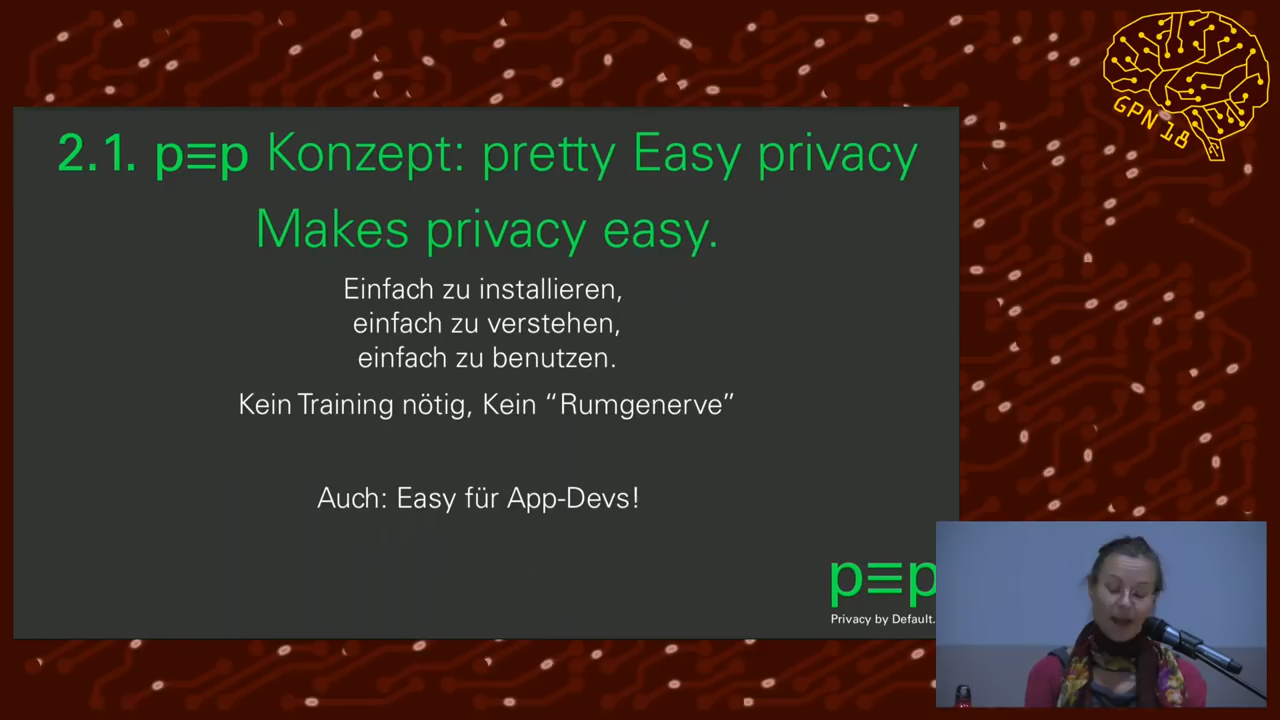 GPN 18
2.1. p≡p Konzept: pretty Easy privacy
Makes privacy easy.
Einfach zu installieren,
einfach zu verstehen,
einfach zu benutzen.
Kein Training nötig, Kein “Rumgenerve”
Auch: Easy für App-Devs!
p≡p
Privacy by Default.